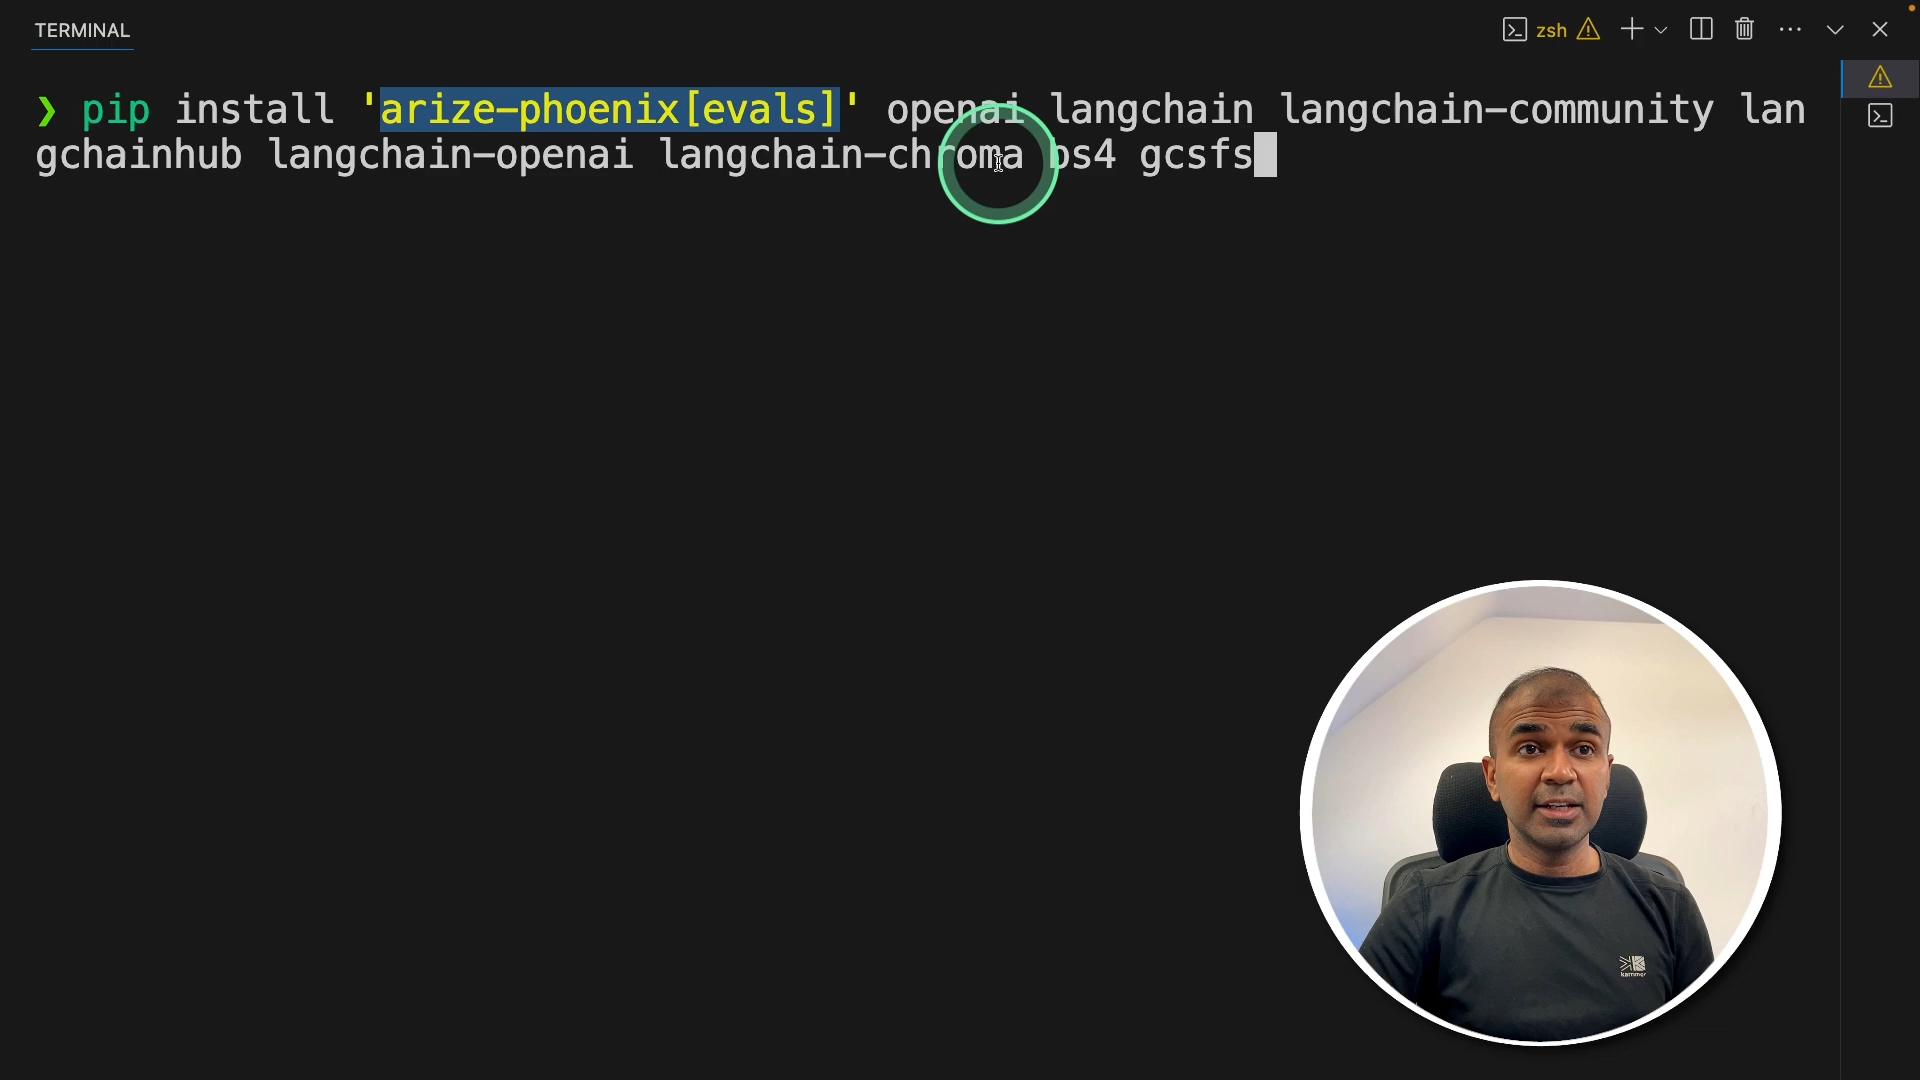 TERMINAL
zsh
❯ pip install 'arize-phoenix[evals]' openai langchain langchain-community lan
gchainhub langchain-openai langchain-chroma bs4 gcsfs
karrimor